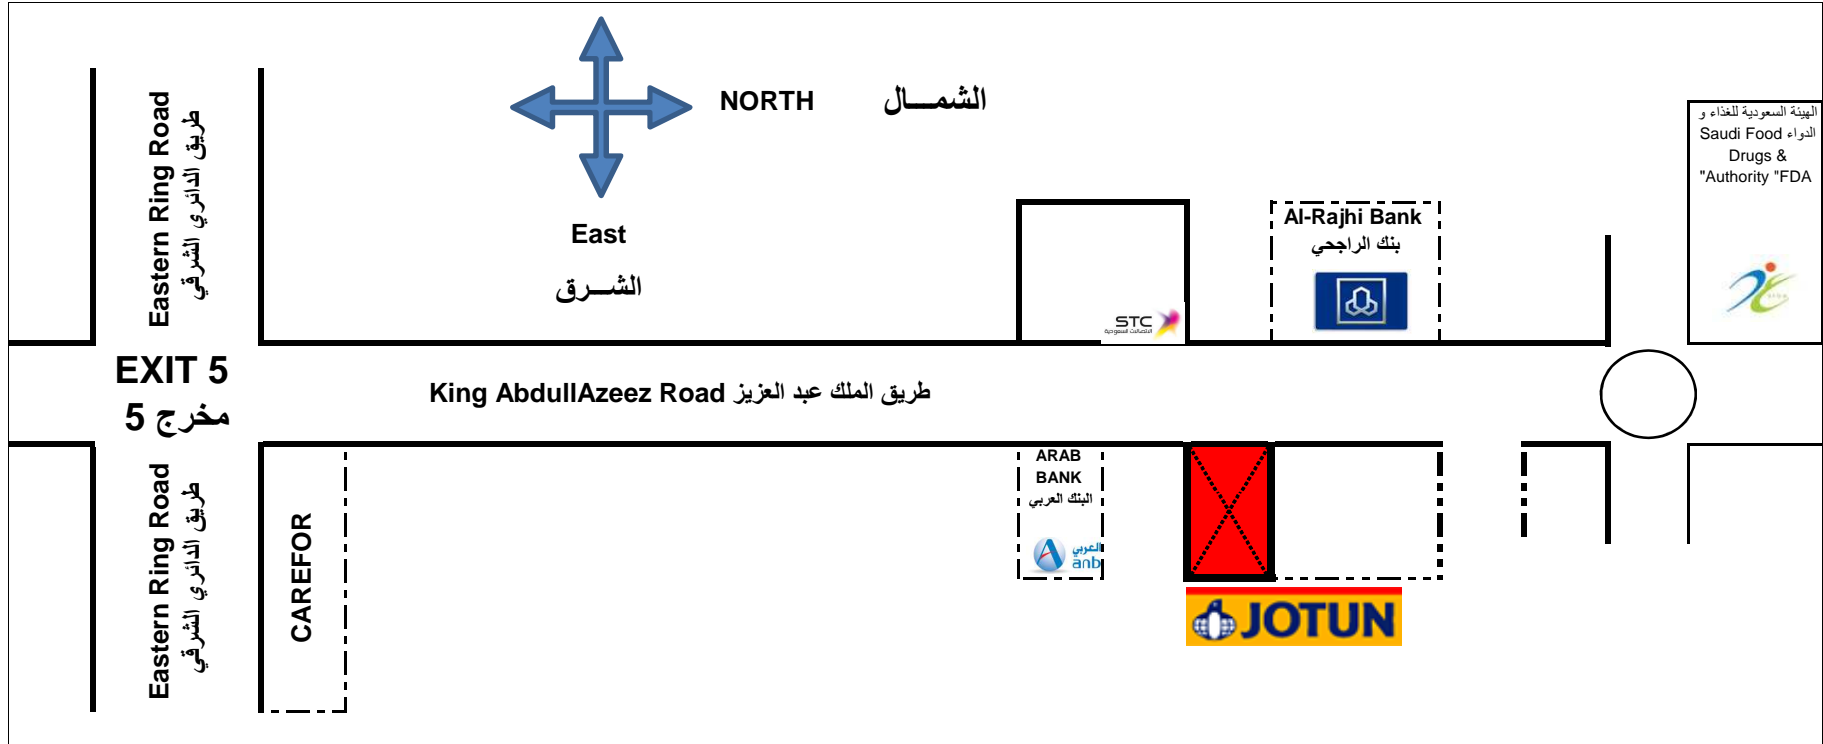 NORTH الشمـــال
East
الشـــرق
Eastern Ring Road
طريق الدائري الشرقي
EXIT 5
مخرج 5
Eastern Ring Road
طريق الدائري الشرقي
CAREFOR
King AbdullAzeez Road طريق الملك عبد العزيز
STC
الاتصالات السعودية
Al-Rajhi Bank
بنك الراجحي
الهيئة السعودية للغذاء و
الدواء Saudi Food
Drugs &
"Authority "FDA
ARAB
BANK
البنك العربي
العربي
anb
JOTUN